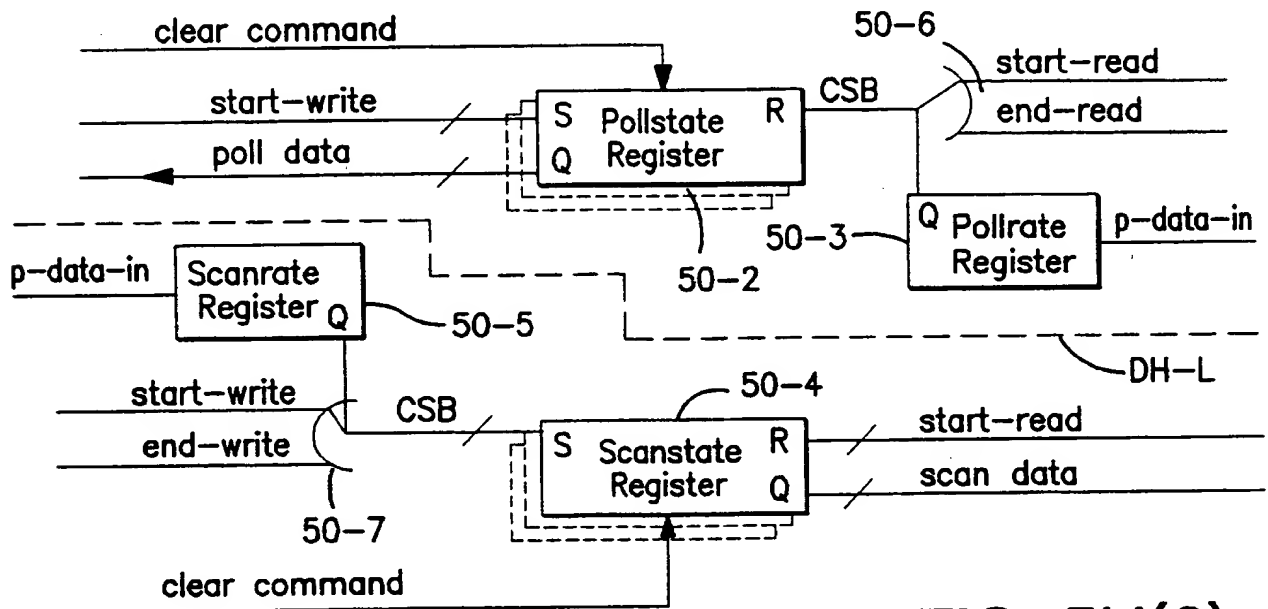 clear command
50-6
start-read
CSB
end-read
start-write
S
Pollstate
Register
R
poll data
Q
50-3
Q
Pollrate
Register
p-data-in
50-2
p-data-in
Scanrate
Register
Q
50-5
DH-L
50-4
start-write
CSB
end-write
S
Scanstate
Register
R
Q
start-read
scan data
50-7
clear command